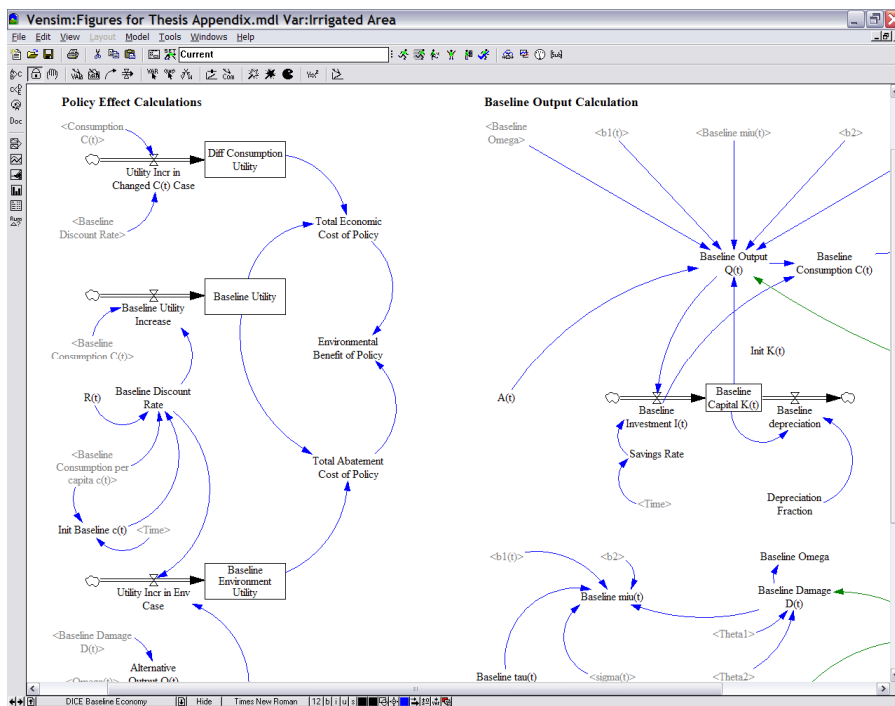 Vensim:Figures for Thesis Appendix.mdl Var:Irrigated Area
File Edit View Layout Model Tools Windows Help
Current
Policy Effect Calculations
<Consumption
C(t)>
Diff Consumption
Utility
Utility Incr in
Changed C(t) Case
<Baseline
Discount Rate>
Total Economic
Cost of Policy
Baseline Utility
Baseline Utility
Increase
<Baseline
Consumption C(t)>
Environmental
Benefit of Policy
R(t)
Baseline Discount
Rate
<Baseline
Consumption per
capita c(t)>
Total Abatement
Cost of Policy
Init Baseline c(t)
<Time>
Baseline
Environment
Utility
Utility Incr in Env
Case
<Baseline Damage
D(t)>
Alternative
Output Q(t)
<Omega(t)>
Baseline Output Calculation
<Baseline
Omega>
<b1(t)>
<Baseline miu(t)>
<b2>
Baseline Output
Q(t)
Baseline
Consumption C(t)
Init K(t)
A(t)
Baseline
Investment I(t)
Baseline
Capital K(t)
Baseline
depreciation
Savings Rate
<Time>
Depreciation
Fraction
<b1(t)>
<b2>
Baseline Omega
Baseline miu(t)
Baseline Damage
D(t)
<Theta1>
Baseline tau(t)
<sigma(t)>
<Theta2>
DICE Baseline Economy
Hide
Times New Roman
12 b i u s